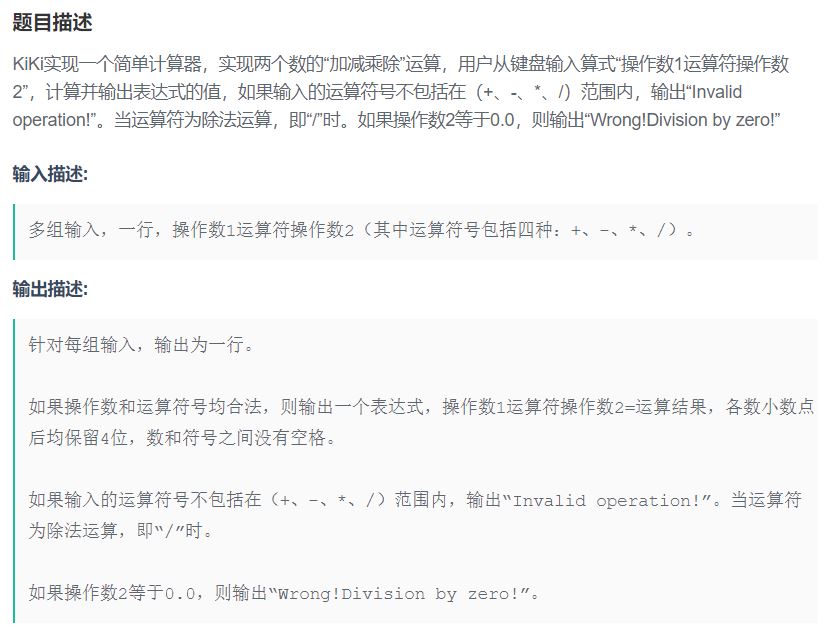 题目描述
KiKi实现一个简单计算器，实现两个数的“加减乘除”运算，用户从键盘输入算式“操作数1运算符操作数
2”，计算并输出表达式的值，如果输入的运算符号不包括在（+、-、*、/）范围内，输出“Invalid
operation!”。当运算符为除法运算，即“/”时。如果操作数2等于0.0，则输出“Wrong!Division by zero!”
输入描述:
多组输入，一行，操作数1运算符操作数2（其中运算符号包括四种：+、-、*、/）。
输出描述:
针对每组输入，输出为一行。
如果操作数和运算符号均合法，则输出一个表达式，操作数1运算符操作数2=运算结果，各数小数点
后均保留4位，数和符号之间没有空格。
如果输入的运算符号不包括在（+、-、*、/）范围内，输出“Invalid operation!”。当运算符
为除法运算，即“/”时。
如果操作数2等于0.0，则输出“Wrong!Division by zero!”。